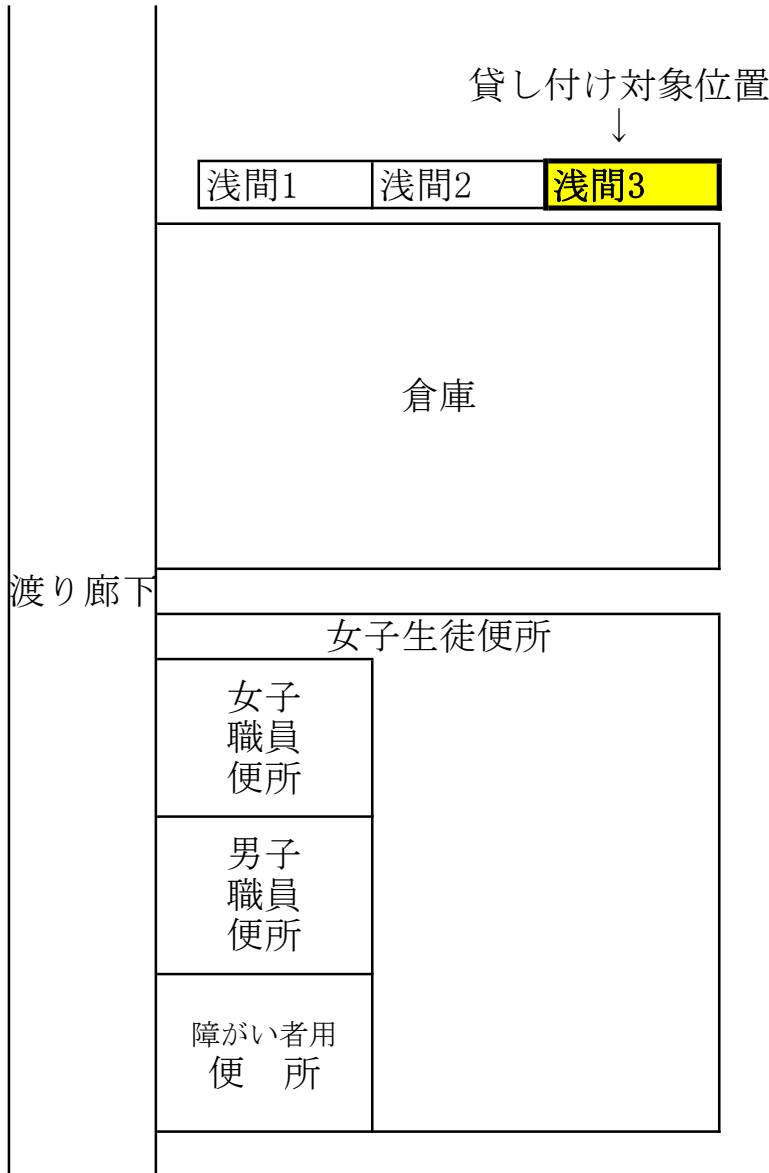 貸し付け対象位置
↓
浅間1
浅間2
浅間3
倉庫
渡り廊下
女子生徒便所
女子
職員
便所
男子
職員
便所
障がい者用
便　所